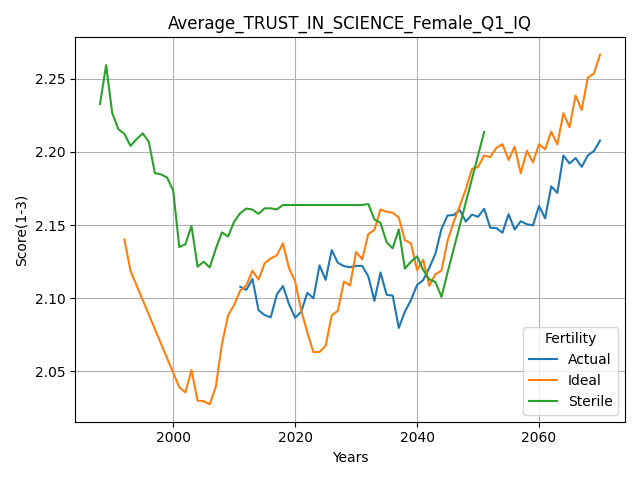 Average_TRUST_IN_SCIENCE_Female_Q1_IQ
Score(1-3)
2.25
2.20
2.15
2.10
2.05
2000
2020
2040
2060
Years
Fertility
Actual
Ideal
Sterile